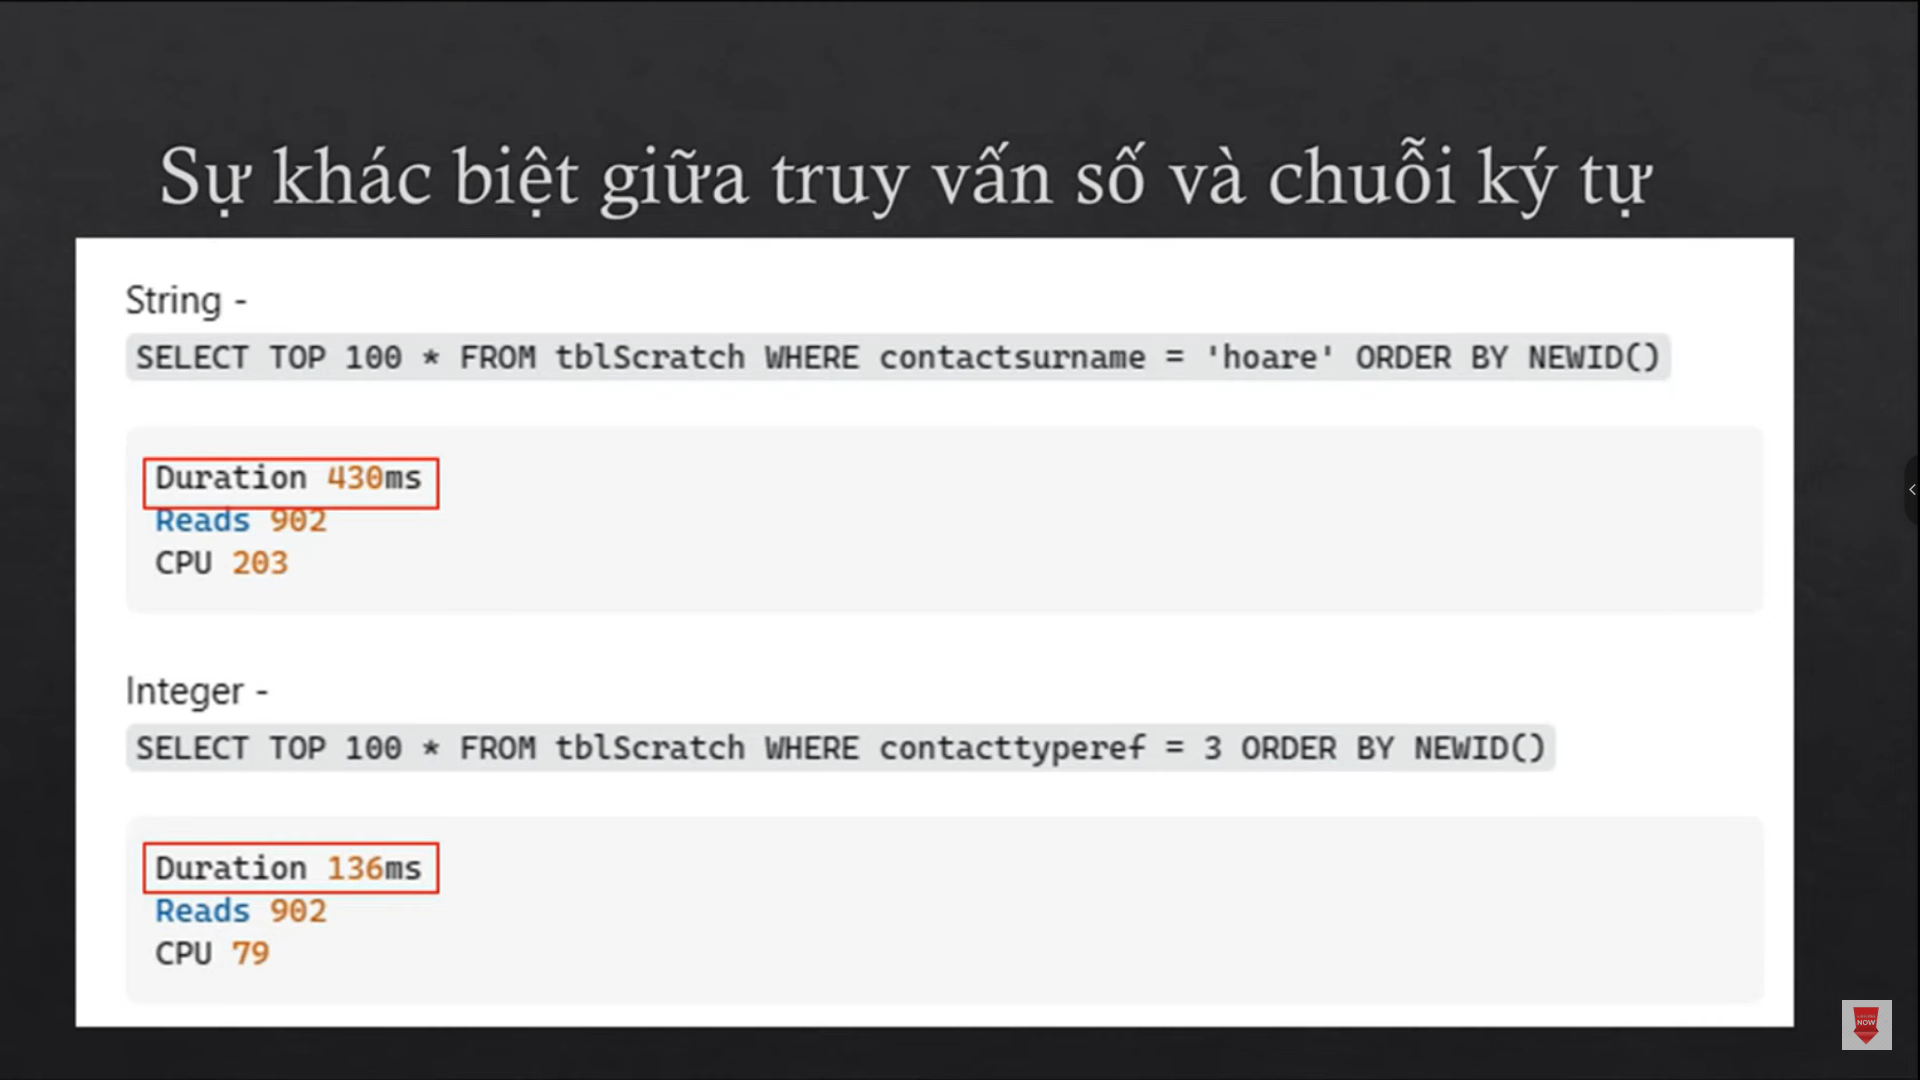 Sự khác biệt giữa truy vấn số và chuỗi ký tự
String -
SELECT TOP 100 * FROM tblScratch WHERE contactsurname = 'hoare' ORDER BY NEWID()
Duration 430ms
Reads 902
CPU 203
Integer -
SELECT TOP 100 * FROM tblScratch WHERE contacttyperef = 3 ORDER BY NEWID()
Duration 136ms
Reads 902
CPU 79
NOW